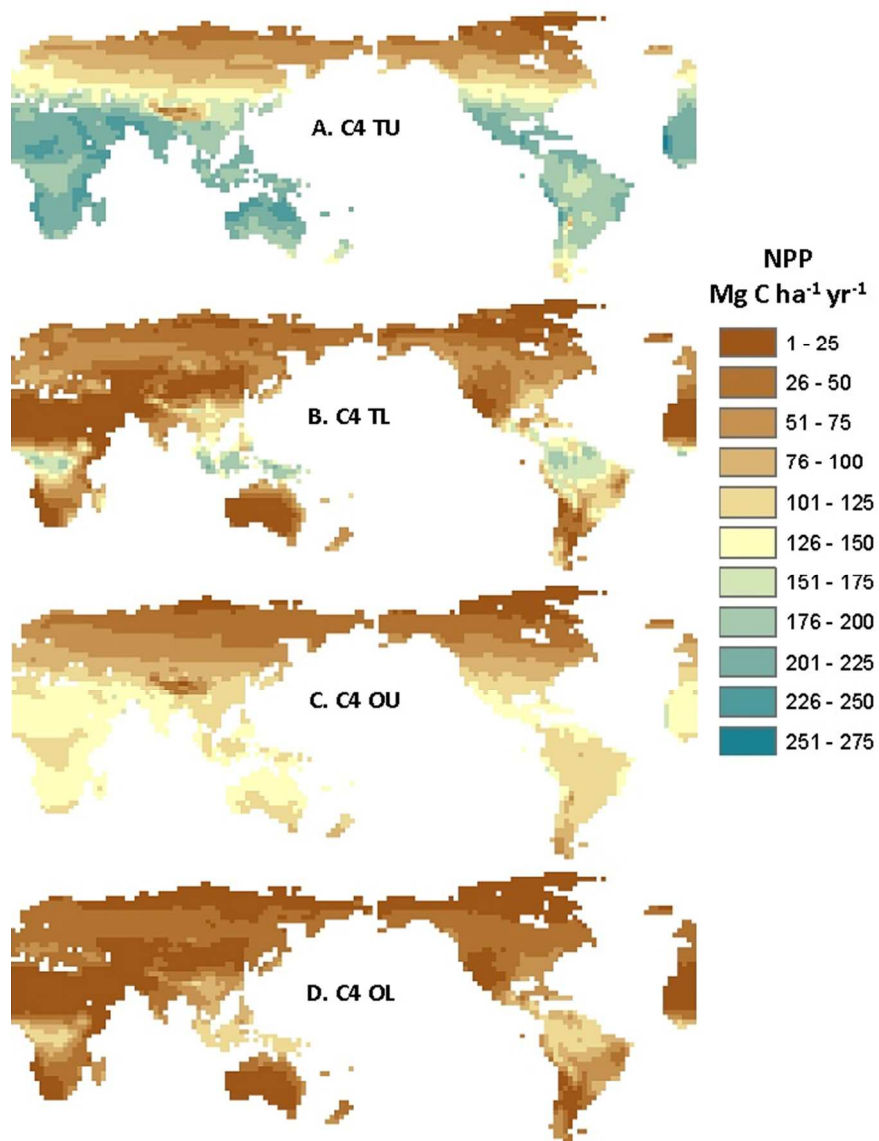 A. C4 TU
NPP
Mg C ha⁻¹ yr⁻¹
1 - 25
26 - 50
51 - 75
76 - 100
101 - 125
126 - 150
151 - 175
176 - 200
201 - 225
226 - 250
251 - 275
B. C4 TL
C. C4 OU
D. C4 OL